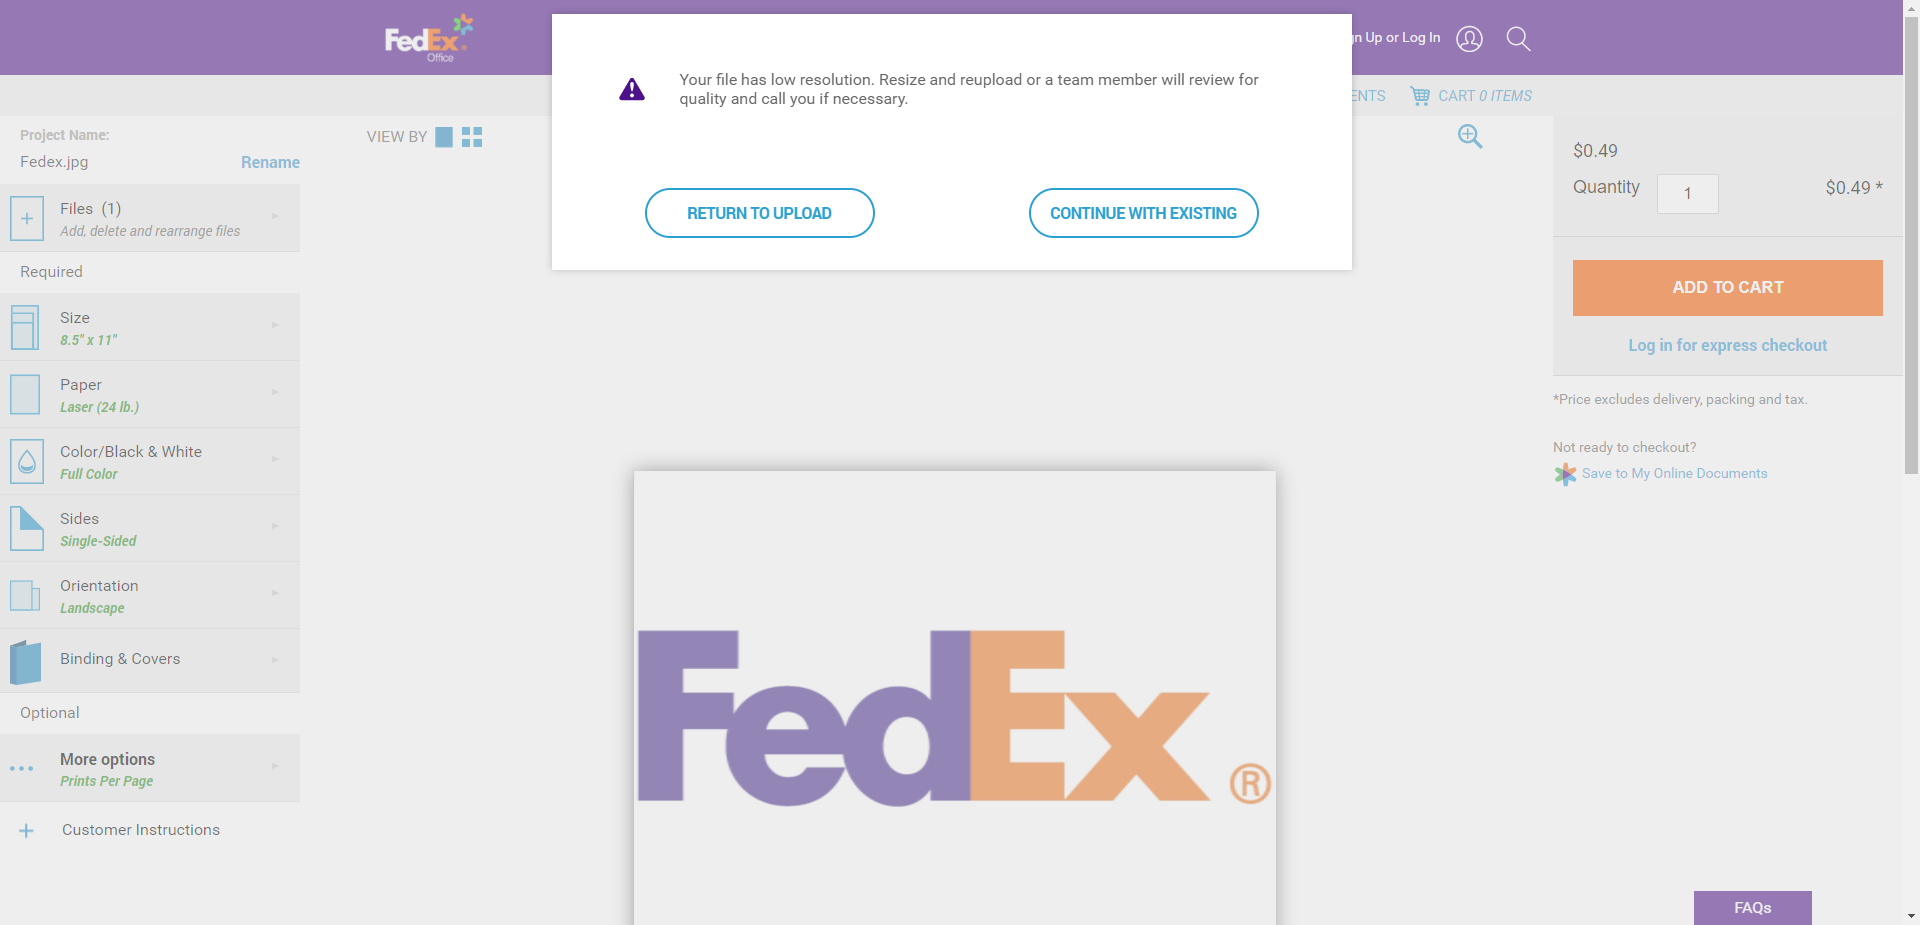 FedEx®
Office
gn Up or Log In
ENTS
CART 0 ITEMS
Your file has low resolution. Resize and reupload or a team member will review for
quality and call you if necessary.
RETURN TO UPLOAD
CONTINUE WITH EXISTING
Project Name:
Fedex.jpg
Rename
VIEW BY
Files (1)
Add, delete and rearrange files
Required
Size
8.5" x 11"
Paper
Laser (24 lb.)
Color/Black & White
Full Color
Sides
Single-Sided
Orientation
Landscape
Binding & Covers
Optional
More options
Prints Per Page
Customer Instructions
FedEx®
$0.49
Quantity
1
$0.49 *
ADD TO CART
Log in for express checkout
*Price excludes delivery, packing and tax.
Not ready to checkout?
Save to My Online Documents
FAQs